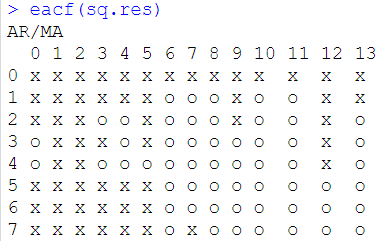 > eacf(sq.res)
AR/MA
  0 1 2 3 4 5 6 7 8 9 10 11 12 13
0 x x x x x x x x x x x x x x
1 x x x x x x o o o x o o x x
2 x x x o o x o o o x o o x o
3 o x x o o x o o o o o o x o
4 o x x o o o o o o o o o x o
5 x x x x x x o o o o o o o o
6 x x x x x x o o o o o o o o
7 x x x x x x o x o o o o o o